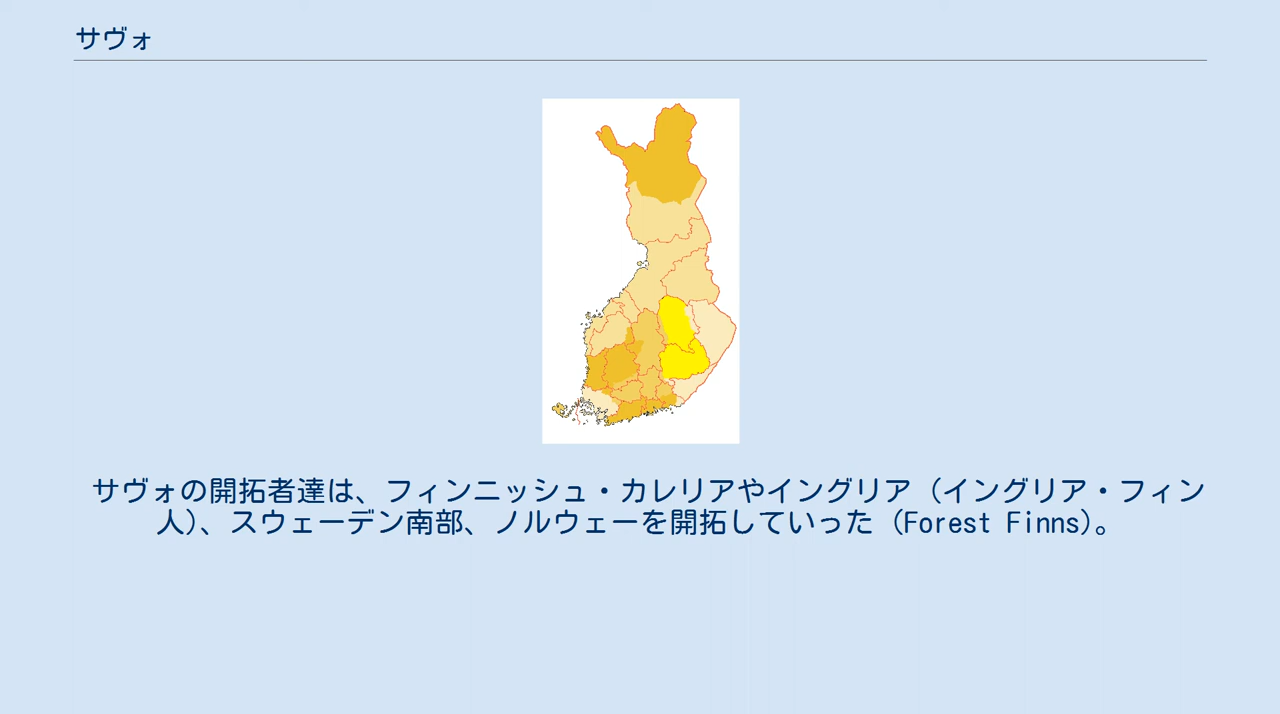 サヴォ
サヴォの開拓者達は、フィンニッシュ・カレリアやイングリア（イングリア・フィン
人）、スウェーデン南部、ノルウェーを開拓していった（Forest Finns）。